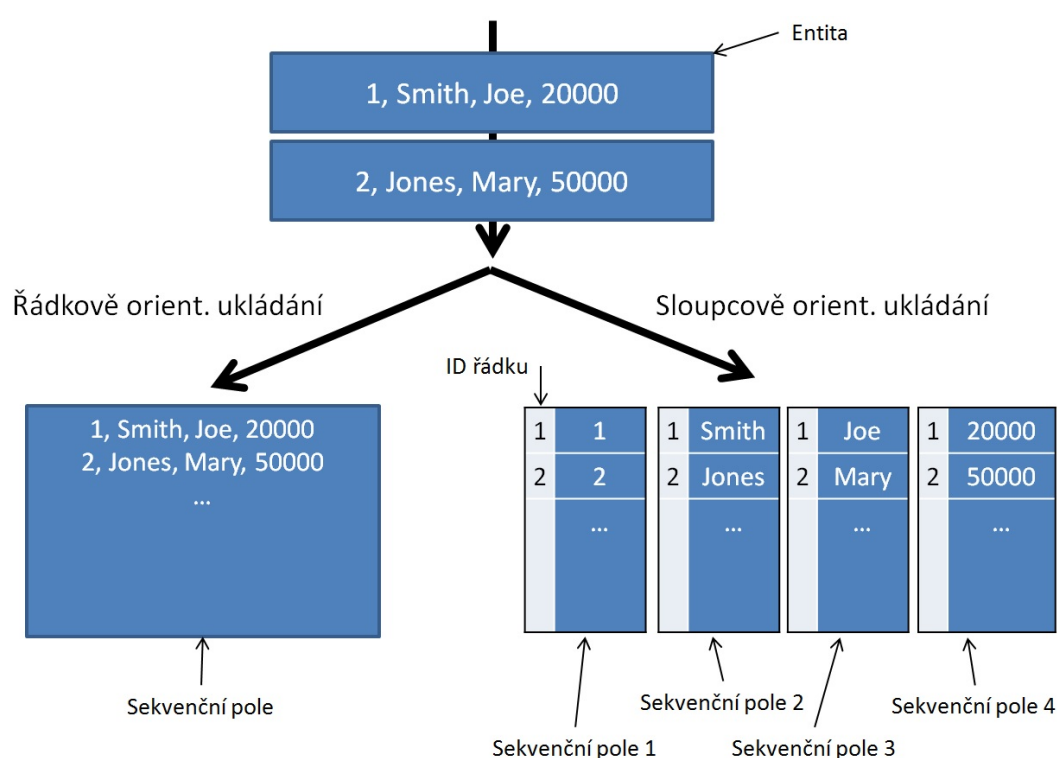 Entita
1, Smith, Joe, 20000
2, Jones, Mary, 50000
Řádkově orient. ukládání
Sloupcově orient. ukládání
ID řádku
1, Smith, Joe, 20000
2, Jones, Mary, 50000
...
1 1 1 Smith 1 Joe 1 20000
2 2 2 Jones 2 Mary 2 50000
... ... ... ...
Sekvenční pole
Sekvenční pole 2
Sekvenční pole 4
Sekvenční pole 1
Sekvenční pole 3